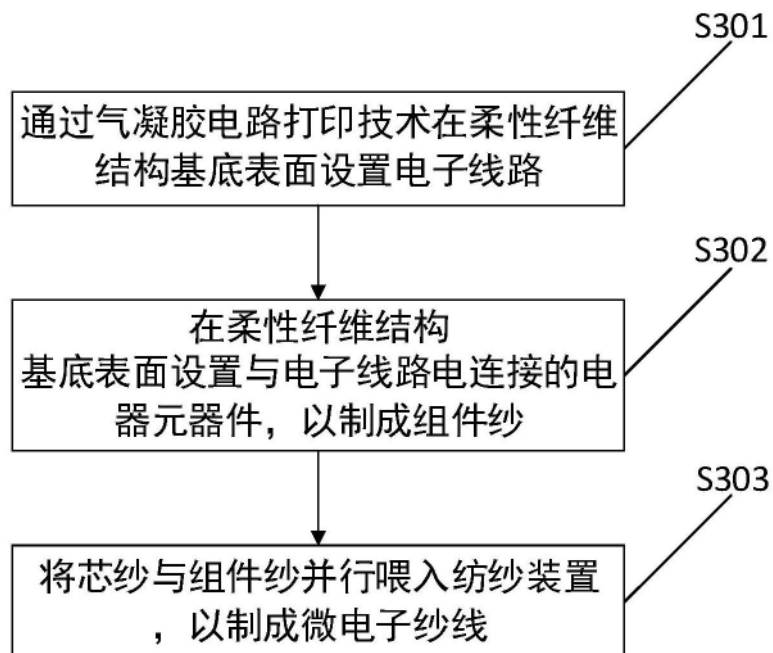 S301
通过气凝胶电路打印技术在柔性纤维
结构基底表面设置电子线路
S302
在柔性纤维结构
基底表面设置与电子线路电连接的电
器元器件，以制成组件纱
S303
将芯纱与组件纱并行喂入纺纱装置
，以制成微电子纱线